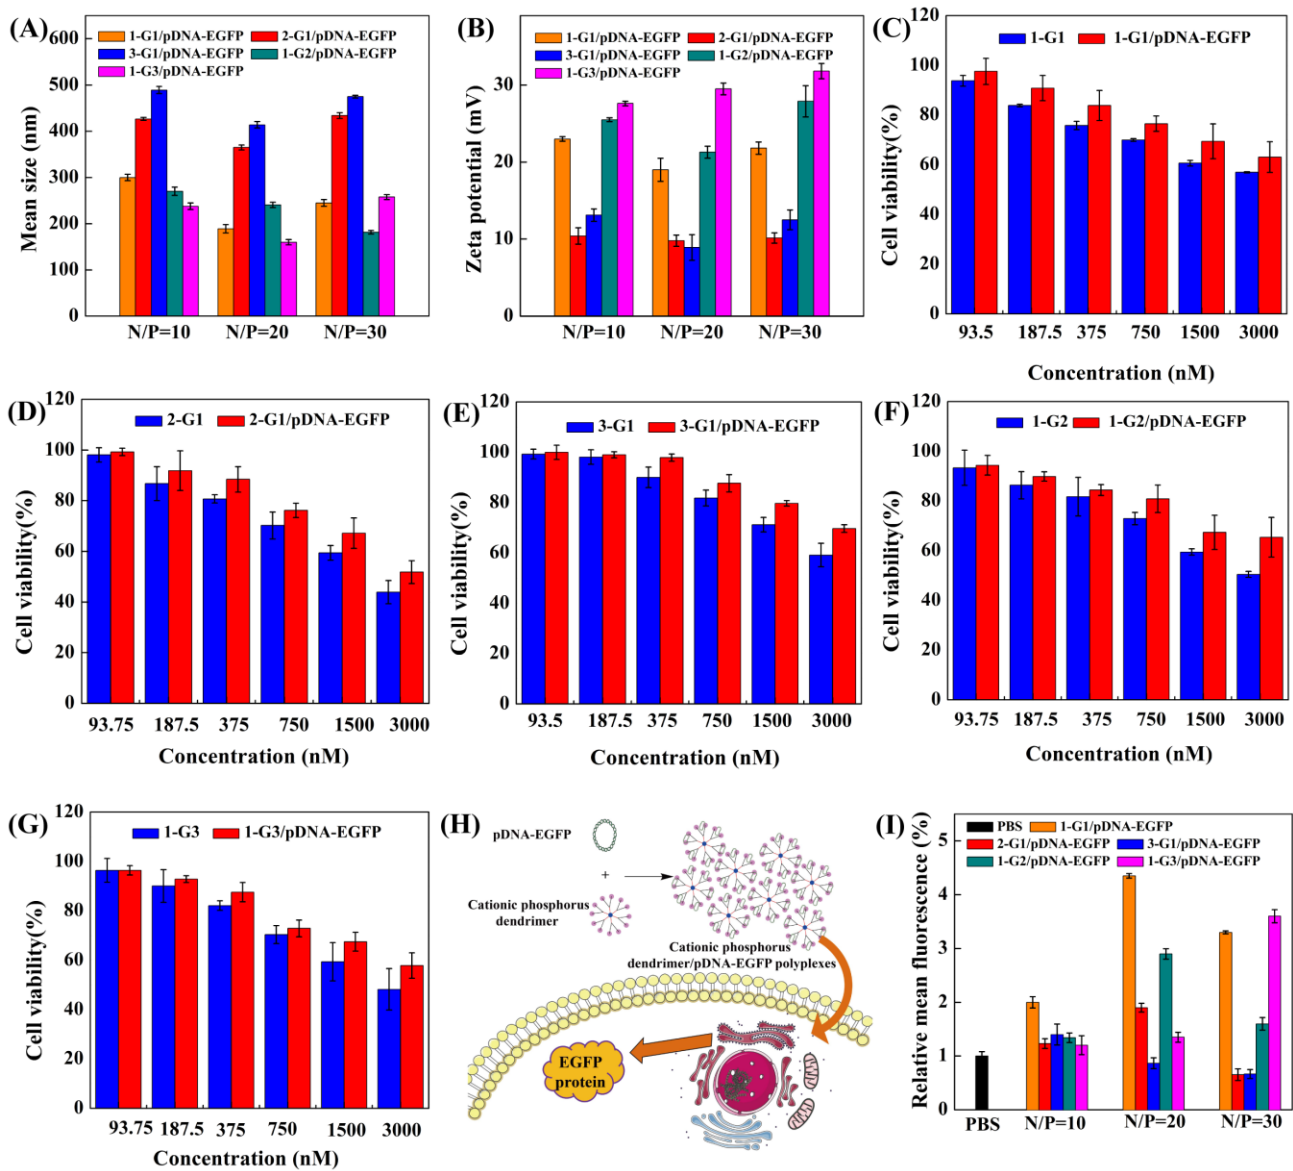 (A)
1-G1/pDNA-EGFP 2-G1/pDNA-EGFP
3-G1/pDNA-EGFP 1-G2/pDNA-EGFP
1-G3/pDNA-EGFP
Mean size (nm)
600
500
400
300
200
100
0
N/P=10 N/P=20 N/P=30
(B)
1-G1/pDNA-EGFP 2-G1/pDNA-EGFP
3-G1/pDNA-EGFP 1-G2/pDNA-EGFP
1-G3/pDNA-EGFP
Zeta potential (mV)
30
20
10
0
N/P=10 N/P=20 N/P=30
(C)
1-G1 1-G1/pDNA-EGFP
Cell viability(%)
120
100
80
60
40
20
0
93.5 187.5 375 750 1500 3000
Concentration (nM)
(D)
2-G1 2-G1/pDNA-EGFP
Cell viability(%)
120
100
80
60
40
20
0
93.75 187.5 375 750 1500 3000
Concentration (nM)
(E)
3-G1 3-G1/pDNA-EGFP
Cell viability(%)
120
100
80
60
40
20
0
93.5 187.5 375 750 1500 3000
Concentration (nM)
(F)
1-G2 1-G2/pDNA-EGFP
Cell viability(%)
120
100
80
60
40
20
0
93.75 187.5 375 750 1500 3000
Concentration (nM)
(G)
1-G3 1-G3/pDNA-EGFP
Cell viability(%)
120
100
80
60
40
20
0
93.75 187.5 375 750 1500 3000
Concentration (nM)
(H)
pDNA-EGFP
+
Cationic phosphorus
dendrimer
Cationic phosphorus
dendrimer/pDNA-EGFP polyplexes
EGFP
protein
(I)
PBS 1-G1/pDNA-EGFP
2-G1/pDNA-EGFP 3-G1/pDNA-EGFP
1-G2/pDNA-EGFP 1-G3/pDNA-EGFP
Relative mean fluorescence (%)
5
4
3
2
1
0
PBS N/P=10 N/P=20 N/P=30